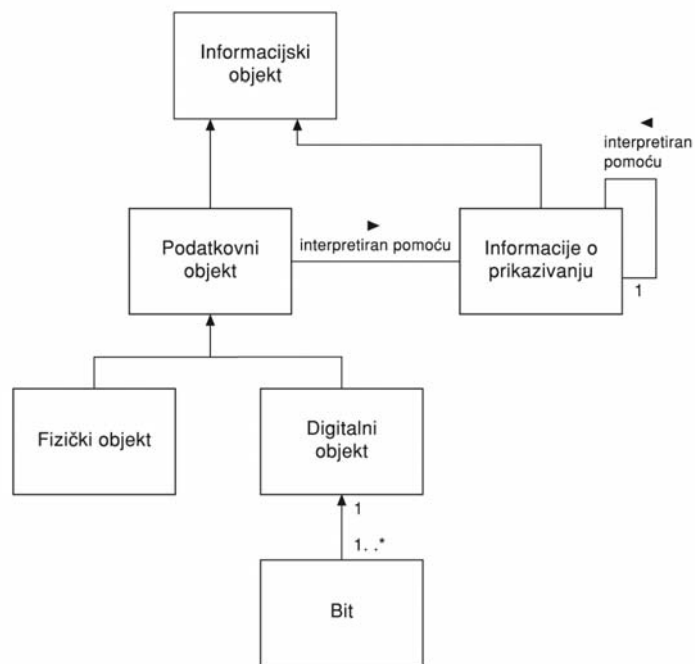 Informacijski
objekt
interpretiran
pomoću
Podatkovni
objekt
interpretiran pomoću
Informacije o
prikazivanju
1
Fizički objekt
Digitalni
objekt
1
1. .*
Bit